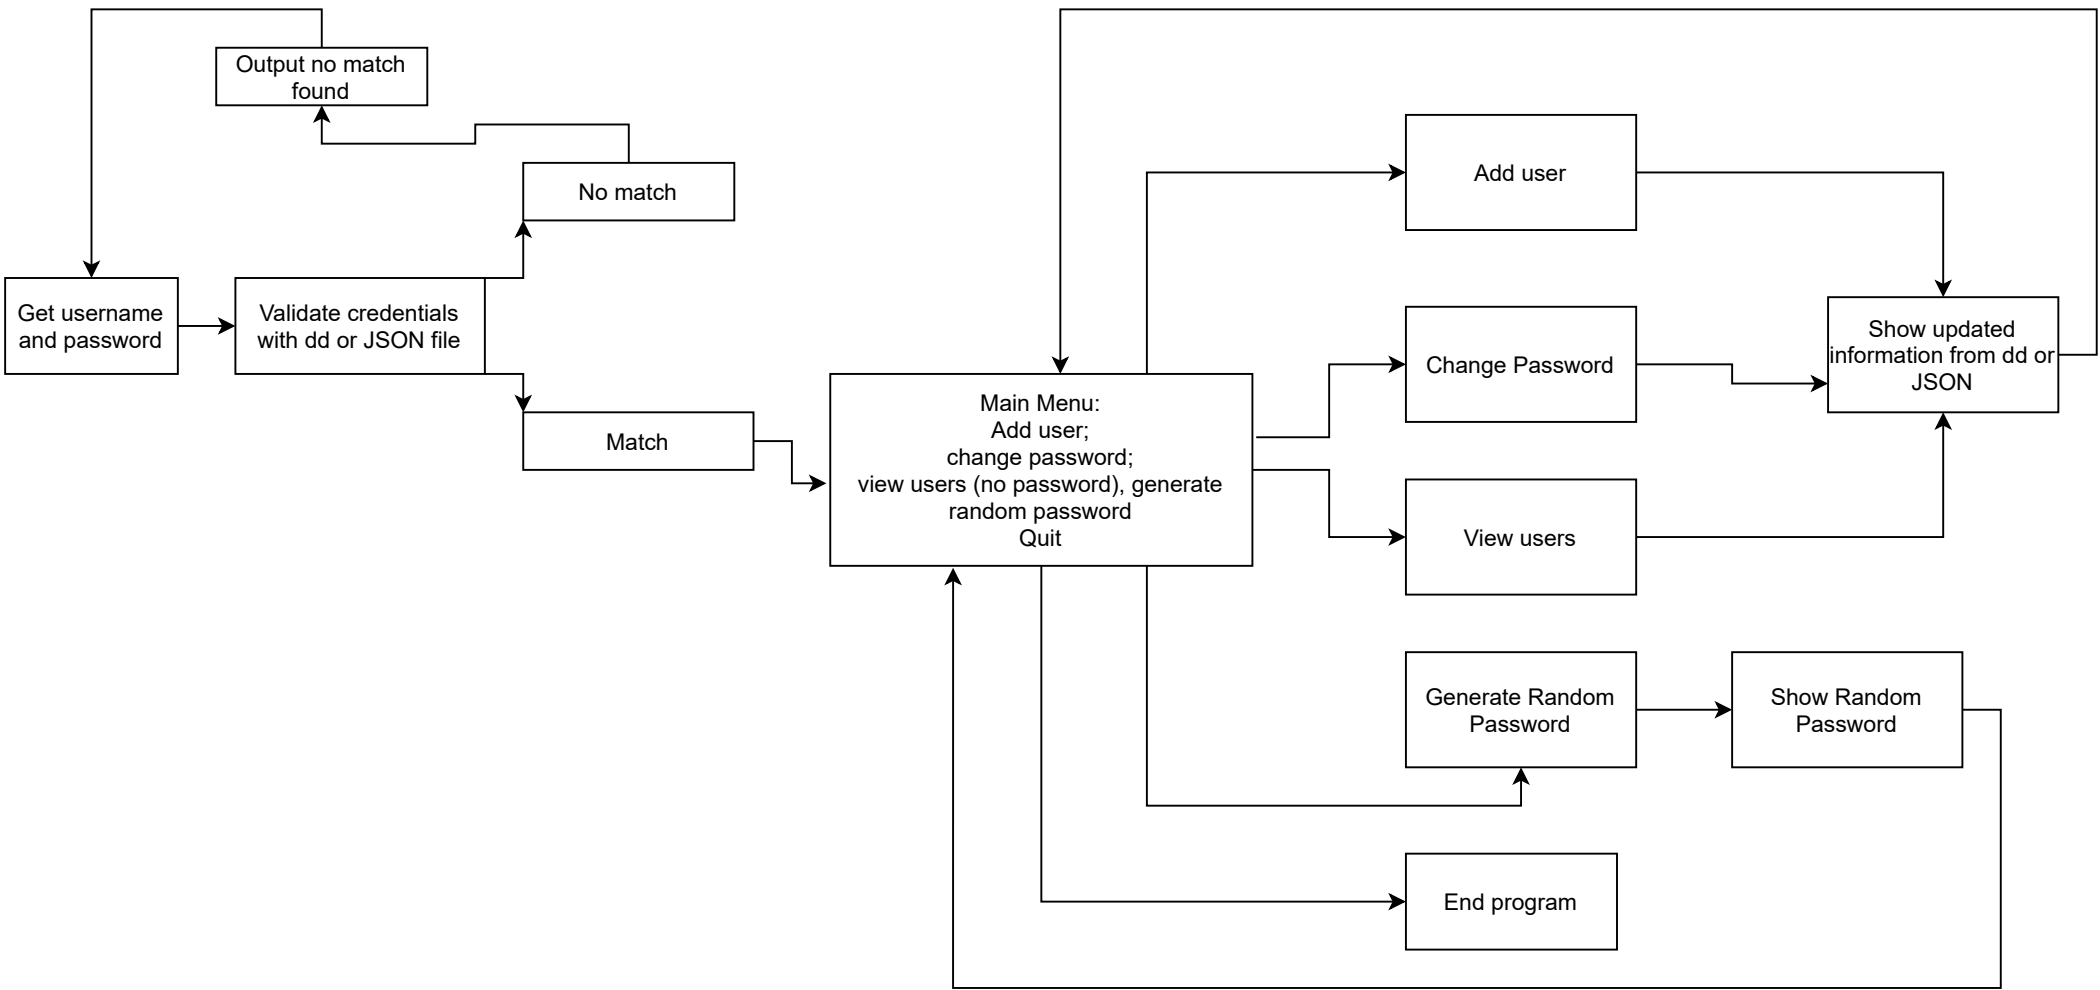 Output no match
found
No match
Get username
and password
Validate credentials
with dd or JSON file
Match
Main Menu:
Add user;
change password;
view users (no password), generate
random password
Quit
Add user
Change Password
View users
Show updated
information from dd or
JSON
Generate Random
Password
Show Random
Password
End program